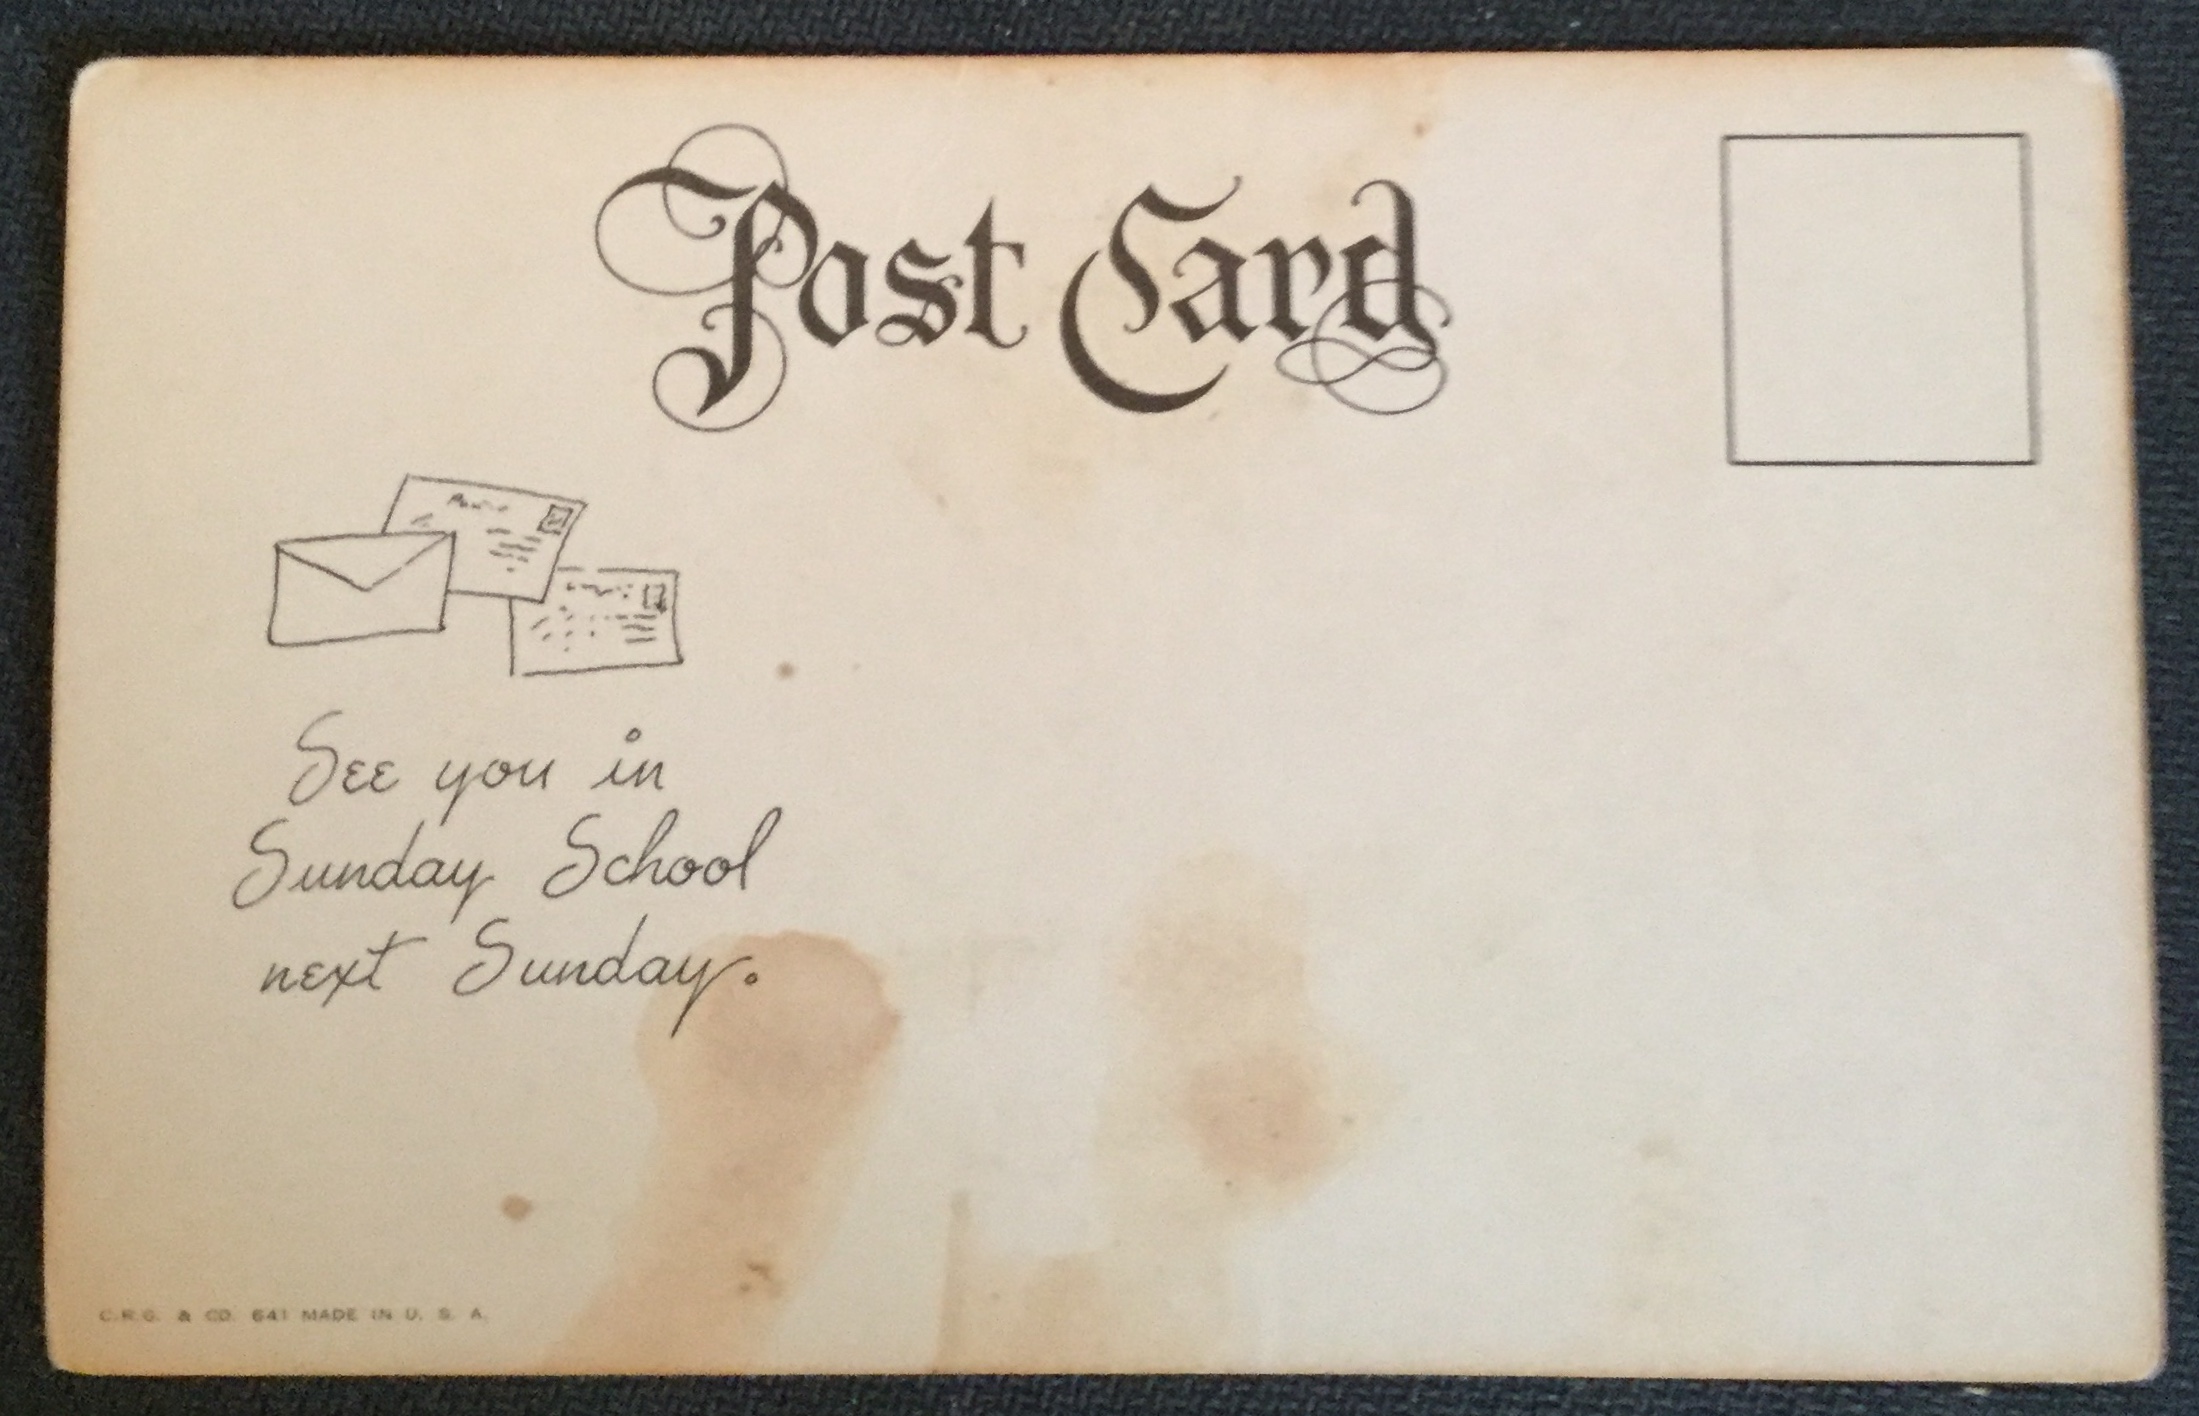 Post Card
See you in
Sunday School
next Sunday.
C.R.G. & CO. 641 MADE IN U. S. A.